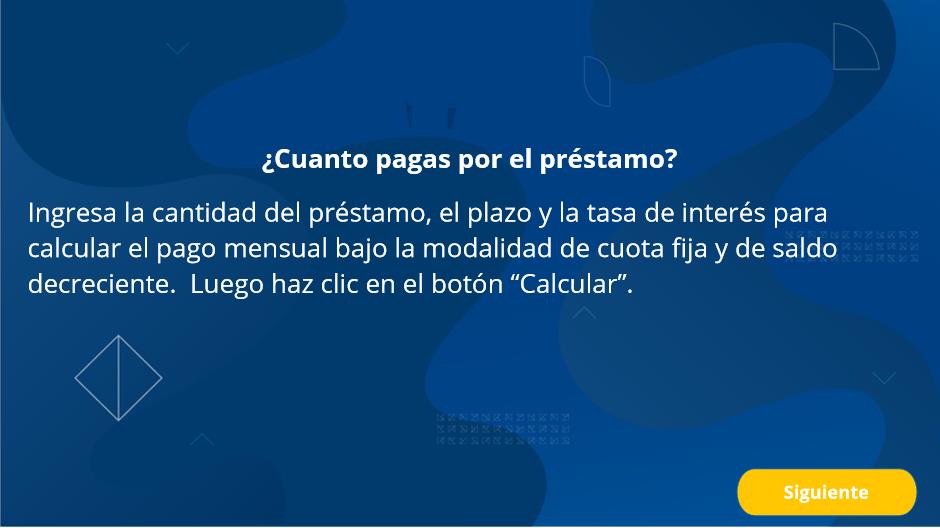 ¿Cuanto pagas por el préstamo?
Ingresa la cantidad del préstamo, el plazo y la tasa de interés para
calcular el pago mensual bajo la modalidad de cuota fija y de saldo
decreciente.  Luego haz clic en el botón “Calcular”.
Siguiente